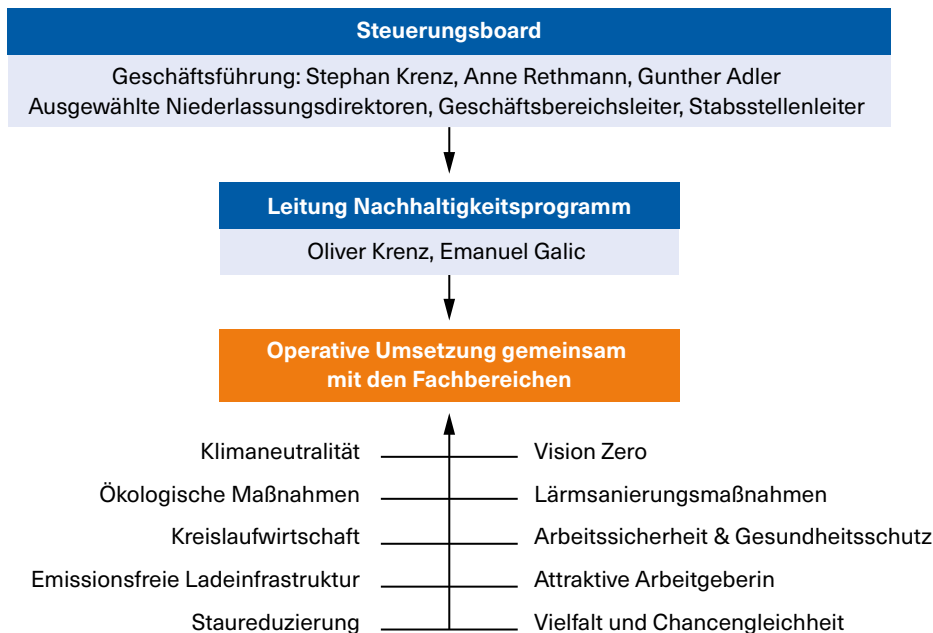 Steuerungsboard
Geschäftsführung: Stephan Krenz, Anne Rethmann, Gunther Adler
Ausgewählte Niederlassungsdirektoren, Geschäftsbereichsleiter, Stabsstellenleiter
Leitung Nachhaltigkeitsprogramm
Oliver Krenz, Emanuel Galic
Operative Umsetzung gemeinsam
mit den Fachbereichen
Klimaneutralität
Vision Zero
Ökologische Maßnahmen
Lärmsanierungsmaßnahmen
Kreislaufwirtschaft
Arbeitssicherheit & Gesundheitsschutz
Emissionsfreie Ladeinfrastruktur
Attraktive Arbeitgeberin
Staureduzierung
Vielfalt und Chancengleichheit